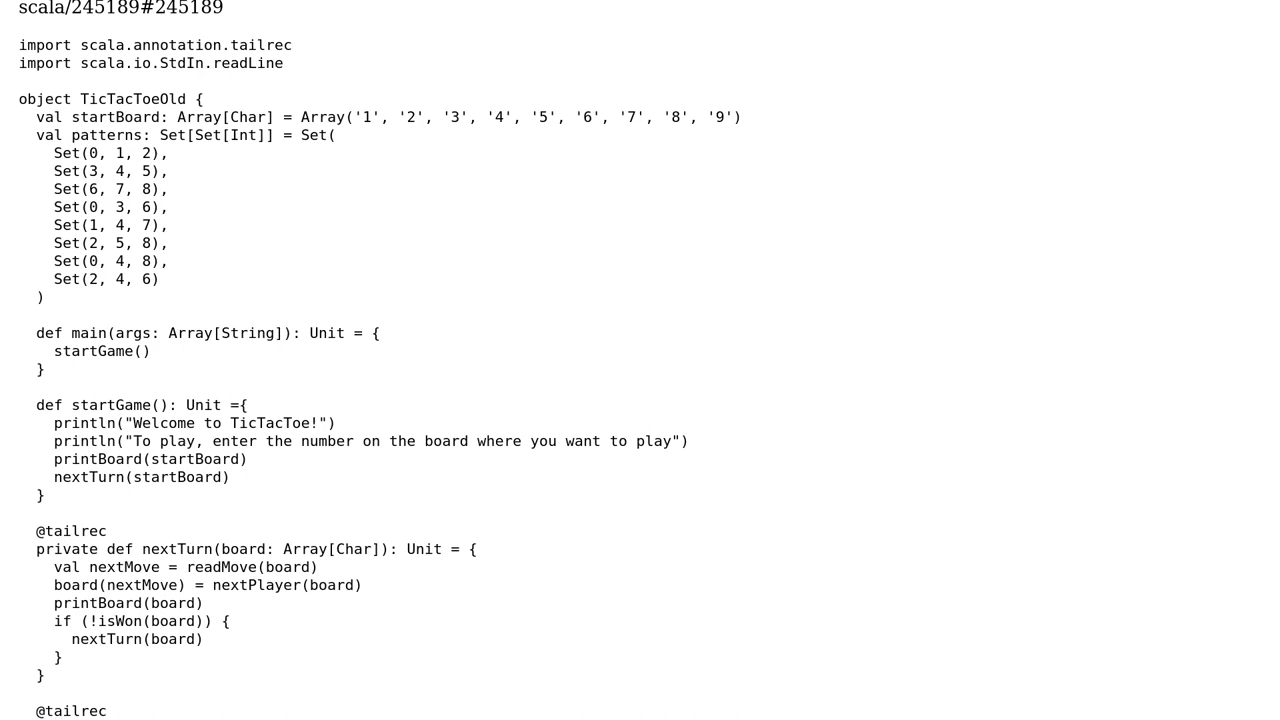 scala/245189#245189
import scala.annotation.tailrec
import scala.io.StdIn.readLine
object TicTacToeOld {
  val startBoard: Array[Char] = Array('1', '2', '3', '4', '5', '6', '7', '8', '9')
  val patterns: Set[Set[Int]] = Set(
    Set(0, 1, 2),
    Set(3, 4, 5),
    Set(6, 7, 8),
    Set(0, 3, 6),
    Set(1, 4, 7),
    Set(2, 5, 8),
    Set(0, 4, 8),
    Set(2, 4, 6)
  )
  def main(args: Array[String]): Unit = {
    startGame()
  }
  def startGame(): Unit ={
    println("Welcome to TicTacToe!")
    println("To play, enter the number on the board where you want to play")
    printBoard(startBoard)
    nextTurn(startBoard)
  }
  @tailrec
  private def nextTurn(board: Array[Char]): Unit = {
    val nextMove = readMove(board)
    board(nextMove) = nextPlayer(board)
    printBoard(board)
    if (!isWon(board)) {
      nextTurn(board)
    }
  }
  @tailrec